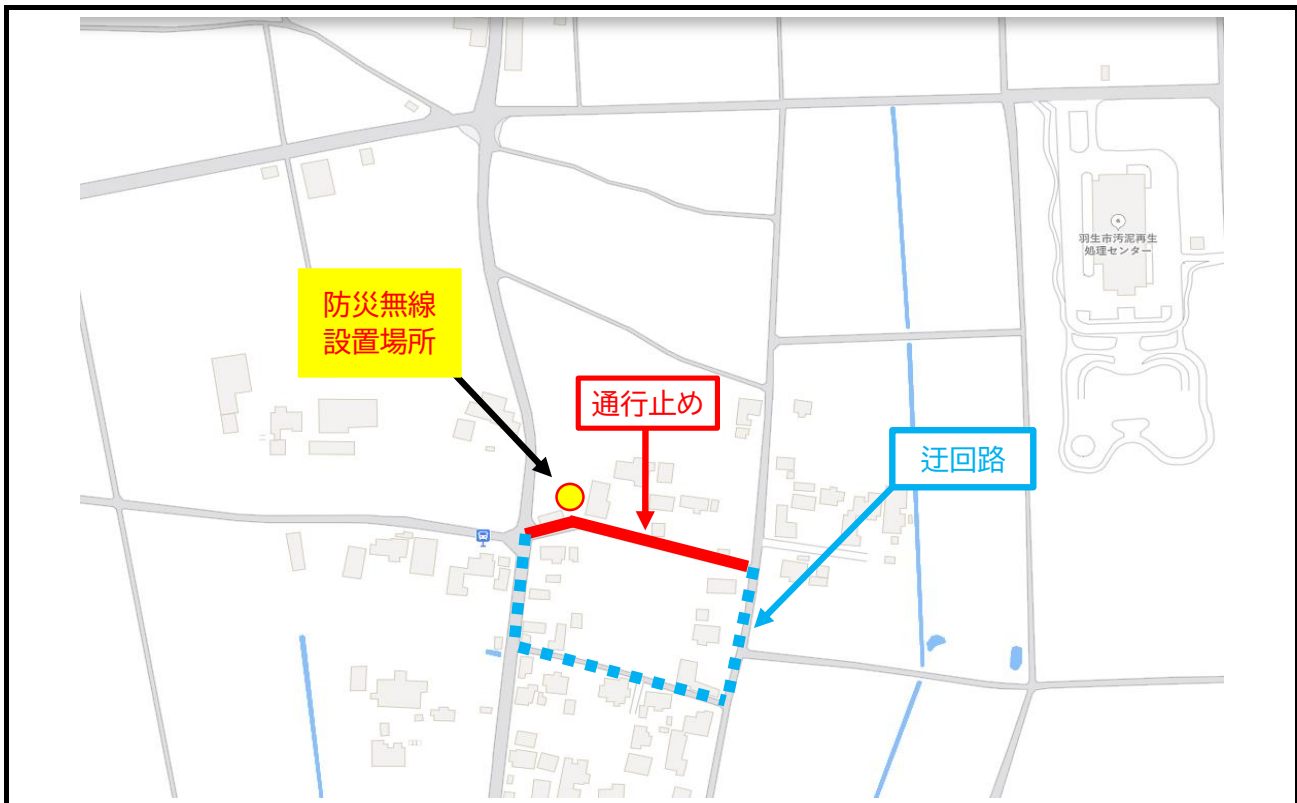 羽生市汚泥再生
処理センター
防災無線
設置場所
通行止め
迂回路